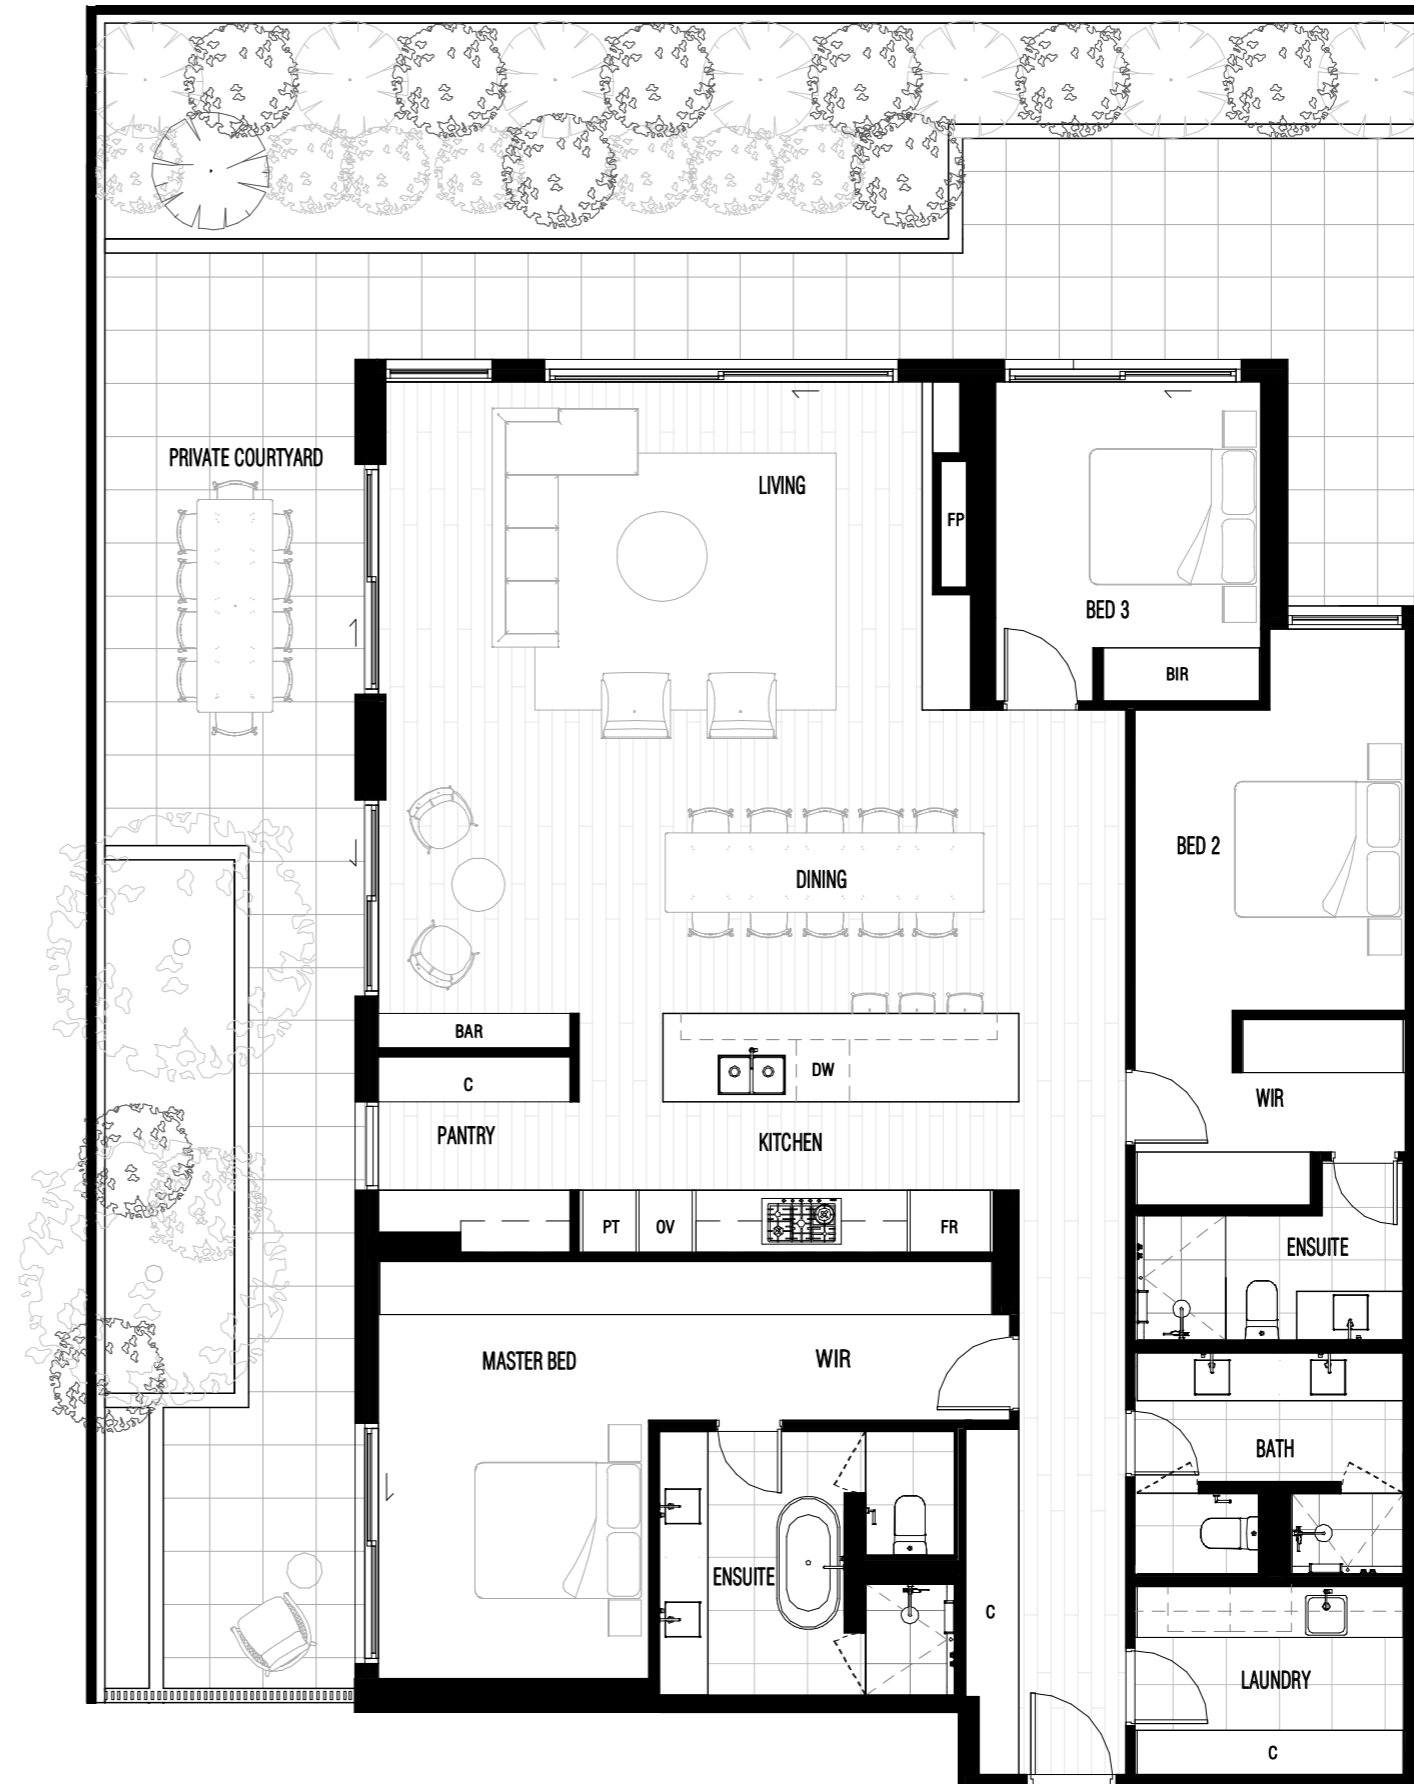 PRIVATE COURTYARD
LIVING
FP
BED 3
BIR
BED 2
DINING
BAR
C
DW
PANTRY
KITCHEN
WIR
PT
OV
FR
ENSUITE
MASTER BED
WIR
BATH
ENSUITE
C
LAUNDRY
C